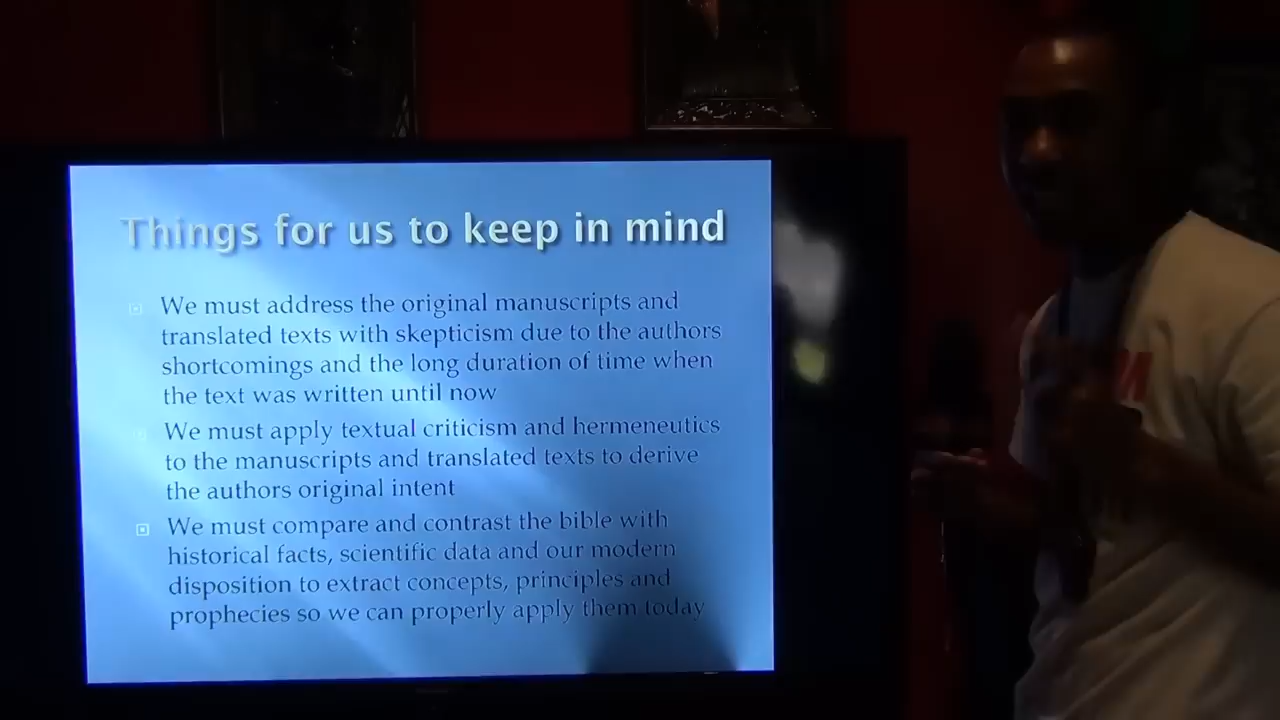 Things for us to keep in mind
We must address the original manuscripts and
translated texts with skepticism due to the authors
shortcomings and the long duration of time when
the text was written until now
We must apply textual criticism and hermeneutics
to the manuscripts and translated texts to derive
the authors original intent
We must compare and contrast the bible with
historical facts, scientific data and our modern
disposition to extract concepts, principles and
prophecies so we can properly apply them today